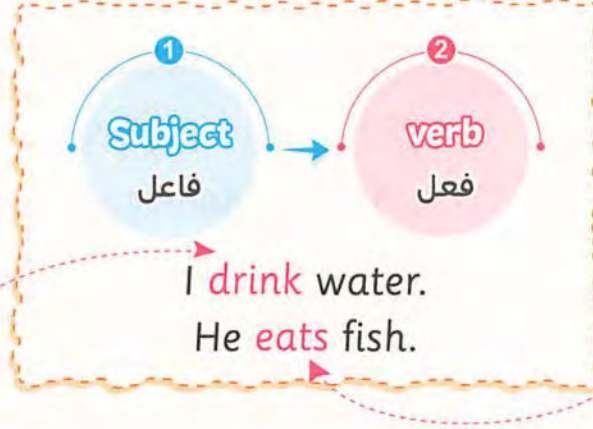 1
Subject
فاعل
2
verb
فعل
I drink water.
He eats fish.